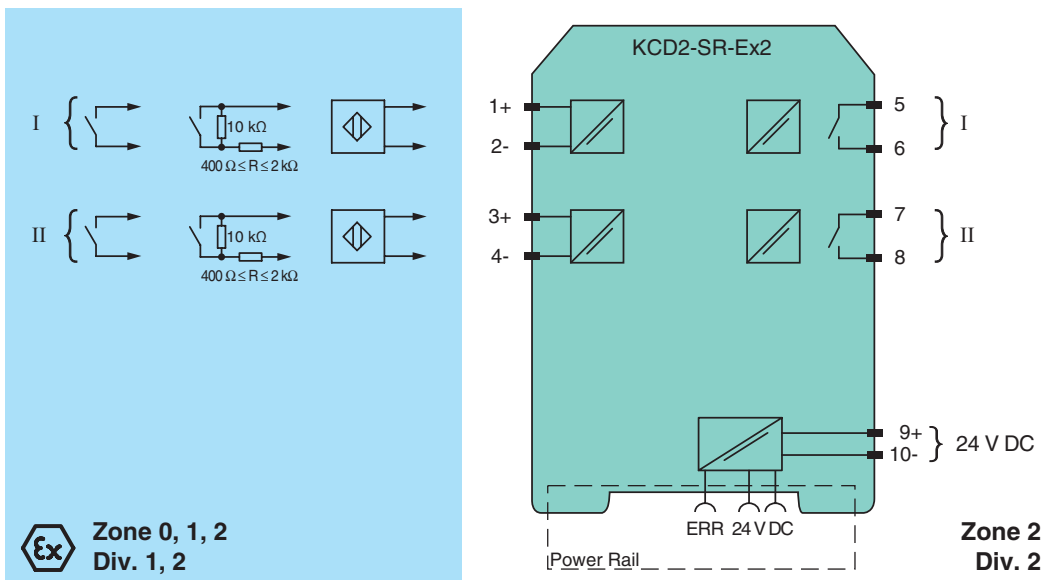 KCD2-SR-Ex2
I
10 kΩ
400 Ω ≤ R ≤ 2 kΩ
1+
2-
5
6
I
II
10 kΩ
400 Ω ≤ R ≤ 2 kΩ
3+
4-
7
8
II
9+
10-
24 V DC
ERR 24 V DC
Power Rail
Ex
Zone 0, 1, 2
Div. 1, 2
Zone 2
Div. 2